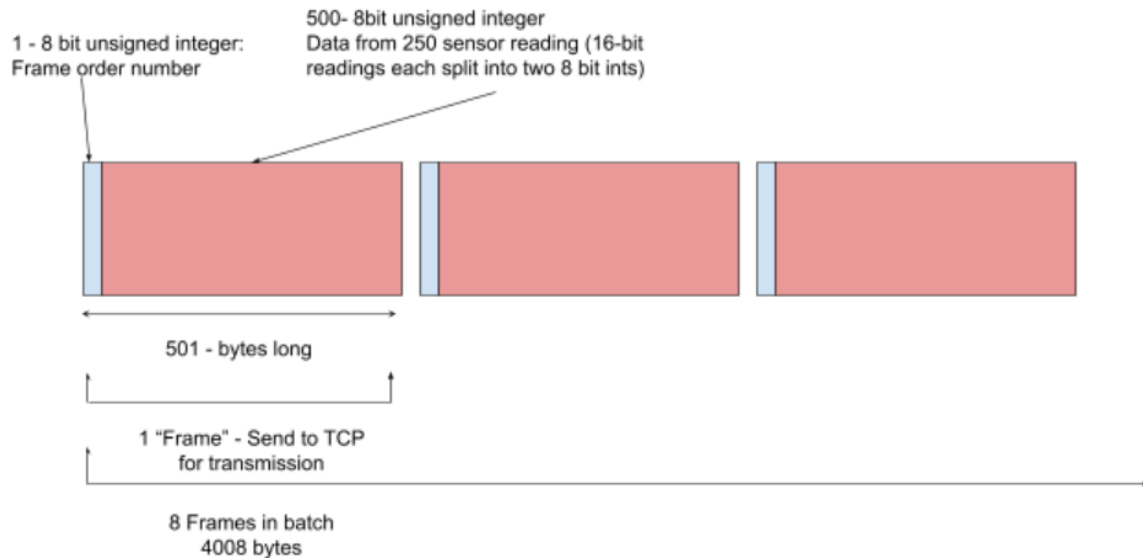 1 - 8 bit unsigned integer:
Frame order number
500- 8bit unsigned integer
Data from 250 sensor reading (16-bit
readings each split into two 8 bit ints)
501 - bytes long
1 “Frame” - Send to TCP
for transmission
8 Frames in batch
4008 bytes